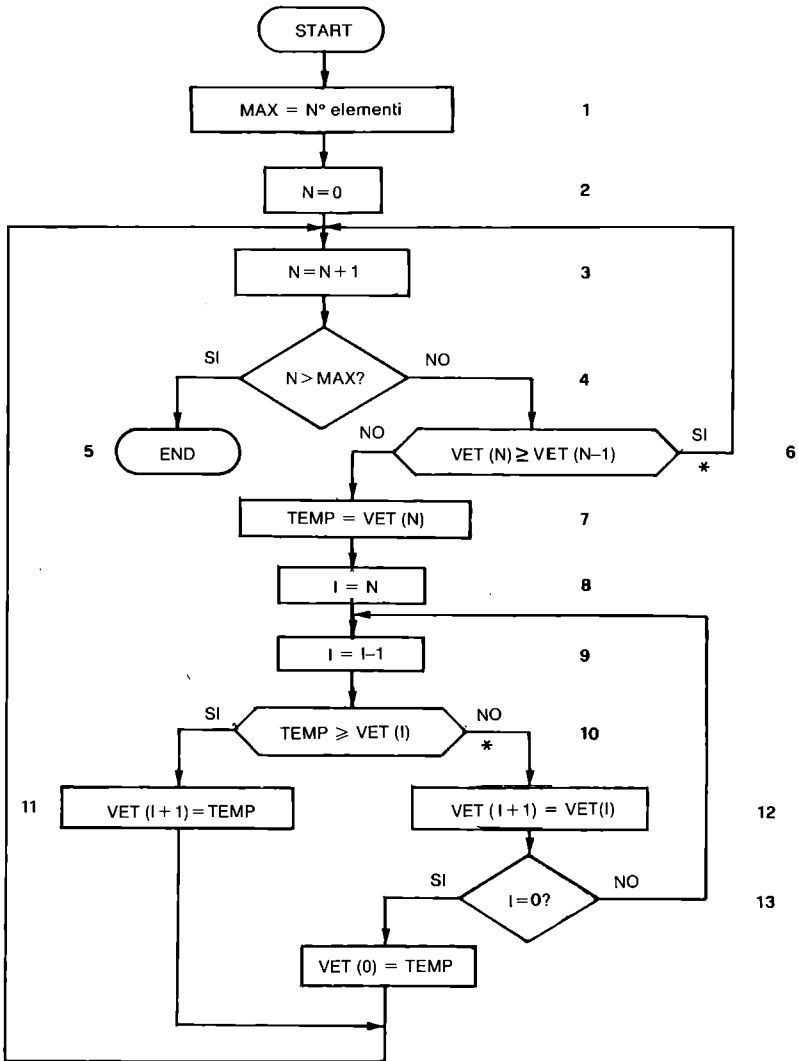 START
MAX = N° elementi
1
N=0
2
N=N+1
3
SI
NO
N > MAX?
4
5
END
NO
VET (N) ≥ VET (N–1)
SI
*
6
TEMP = VET (N)
7
I = N
8
I = I–1
9
SI
TEMP ⩾ VET (I)
NO
*
10
11
VET (I+1) = TEMP
VET (I+1) = VET(I)
12
SI
I=0?
NO
13
VET (0) = TEMP